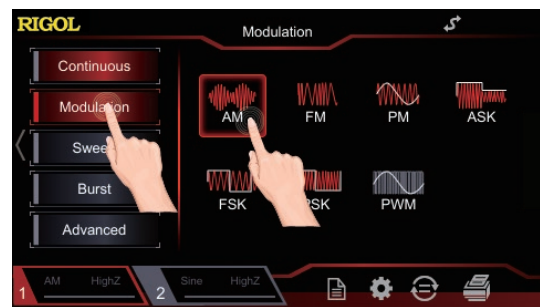 RIGOL
Modulation
Continuous
Modulation
Burst
Advanced
AM
FM
PM
ASK
FSK
PWM
1
AM
HighZ
2
Sine
HighZ